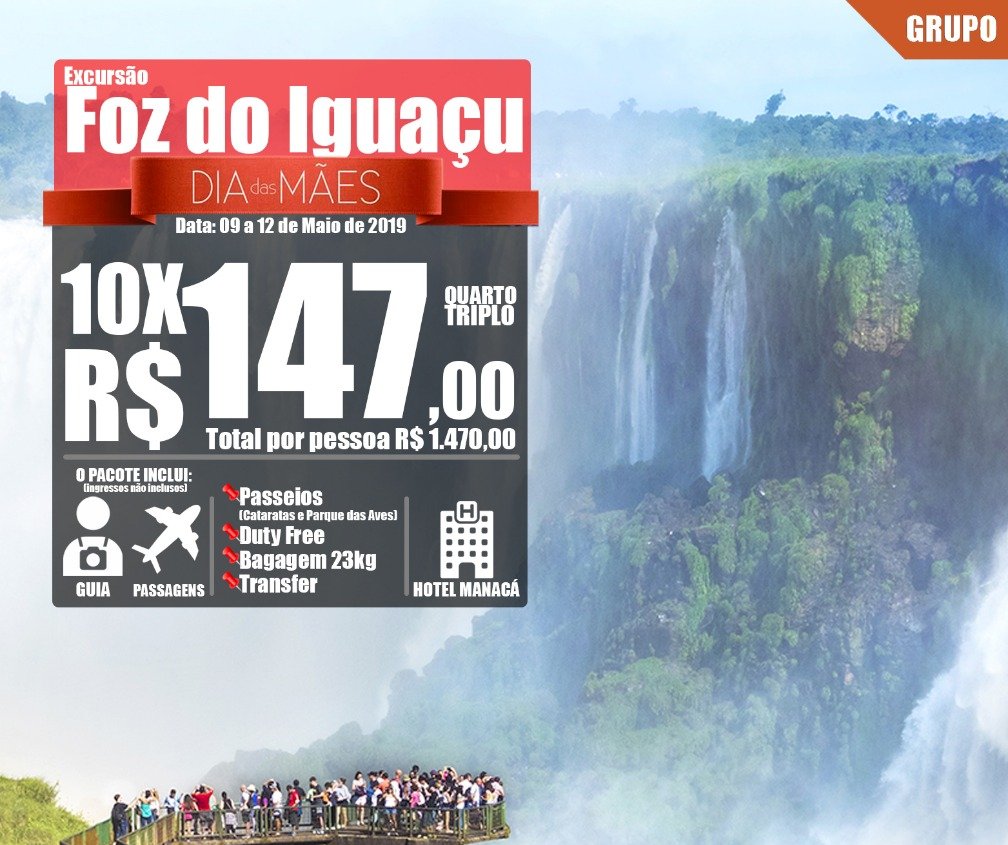 GRUPO
Excursão
Foz do Iguaçu
DIA das MÃES
Data: 09 a 12 de Maio de 2019
10X
R$ 147,00
QUARTO
TRIPLO
Total por pessoa R$ 1.470,00
O PACOTE INCLUI:
(ingressos não inclusos)
GUIA
PASSAGENS
Passeios
(Cataratas e Parque das Aves)
Duty Free
Bagagem 23kg
Transfer
H
HOTEL MANACÁ